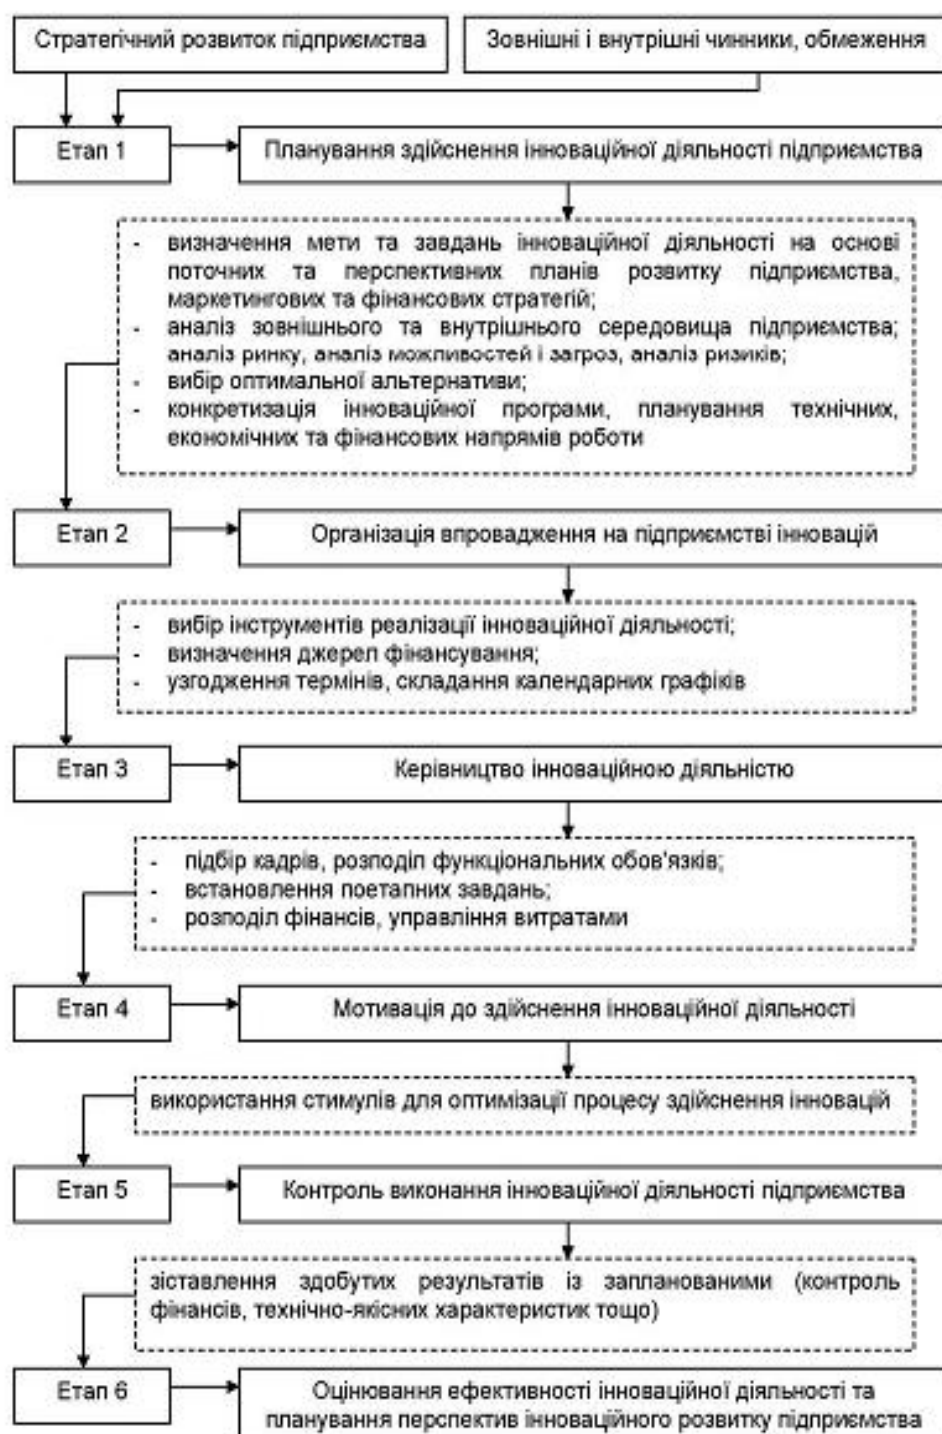 Стратегічний розвиток підприємства
Зовнішні і внутрішні чинники, обмеження
Етап 1
Планування здійснення інноваційної діяльності підприємства
- визначення мети та завдань інноваційної діяльності на основі
поточних та перспективних планів розвитку підприємства,
маркетингових та фінансових стратегій;
- аналіз зовнішнього та внутрішнього середовища підприємства;
аналіз ринку, аналіз можливостей і загроз, аналіз ризиків;
- вибір оптимальної альтернативи;
- конкретизація інноваційної програми, планування технічних,
економічних та фінансових напрямів роботи
Етап 2
Організація впровадження на підприємстві інновацій
- вибір інструментів реалізації інноваційної діяльності;
- визначення джерел фінансування;
- узгодження термінів, складання календарних графіків
Етап 3
Керівництво інноваційною діяльністю
- підбір кадрів, розподіл функціональних обов'язків;
- встановлення поетапних завдань;
- розподіл фінансів, управління витратами
Етап 4
Мотивація до здійснення інноваційної діяльності
використання стимулів для оптимізації процесу здійснення інновацій
Етап 5
Контроль виконання інноваційної діяльності підприємства
зіставлення здобутих результатів із запланованими (контроль
фінансів, технічно-якісних характеристик тощо)
Етап 6
Оцінювання ефективності інноваційної діяльності та
планування перспектив інноваційного розвитку підприємства